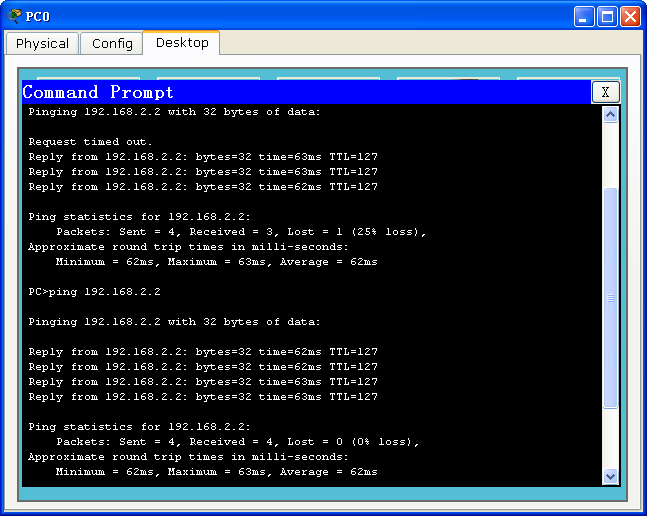 PC0
Physical Config Desktop
Command Prompt X
Pinging 192.168.2.2 with 32 bytes of data:
Request timed out.
Reply from 192.168.2.2: bytes=32 time=63ms TTL=127
Reply from 192.168.2.2: bytes=32 time=63ms TTL=127
Reply from 192.168.2.2: bytes=32 time=62ms TTL=127
Ping statistics for 192.168.2.2:
Packets: Sent = 4, Received = 3, Lost = 1 (25% loss),
Approximate round trip times in milli-seconds:
Minimum = 62ms, Maximum = 63ms, Average = 62ms
PC>ping 192.168.2.2
Pinging 192.168.2.2 with 32 bytes of data:
Reply from 192.168.2.2: bytes=32 time=62ms TTL=127
Reply from 192.168.2.2: bytes=32 time=62ms TTL=127
Reply from 192.168.2.2: bytes=32 time=63ms TTL=127
Reply from 192.168.2.2: bytes=32 time=63ms TTL=127
Ping statistics for 192.168.2.2:
Packets: Sent = 4, Received = 4, Lost = 0 (0% loss),
Approximate round trip times in milli-seconds:
Minimum = 62ms, Maximum = 63ms, Average = 62ms